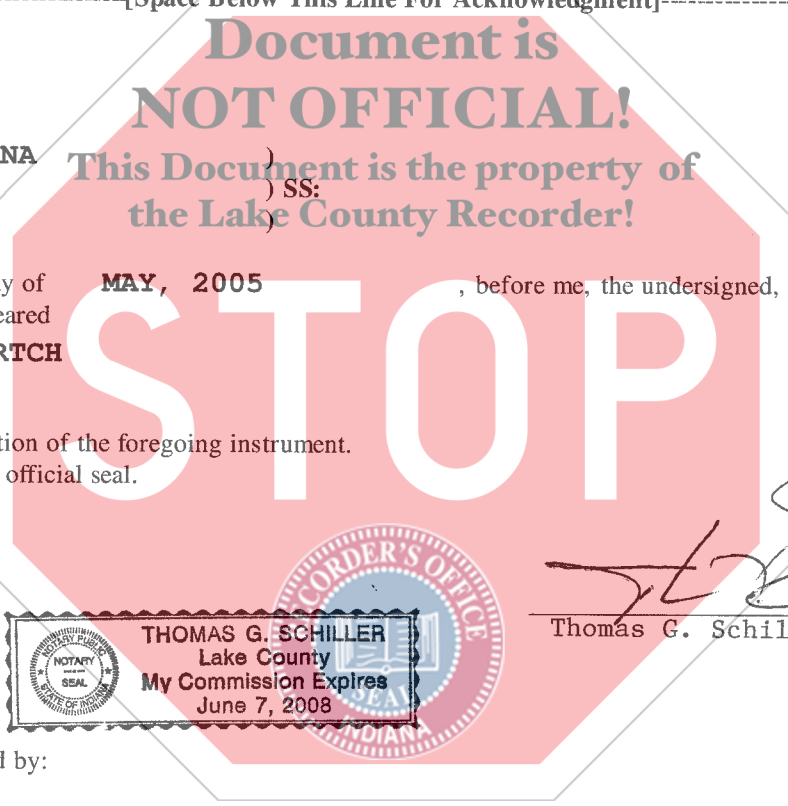 [Space Below This Line For Acknowledgment]
Document is
NOT OFFICIAL!
NA )
This Document is the property of
) SS:
the Lake County Recorder!
)
y of MAY, 2005 , before me, the undersigned,
eared
RTCH
STOP
tion of the foregoing instrument.
official seal.
RECORDER'S OFFICE
SEAL
INDIANA
Thomas G. Schil
NOTARY PUBLIC
NOTARY
SEAL
STATE OF INDIANA
THOMAS G. SCHILLER
Lake County
My Commission Expires
June 7, 2008
d by: